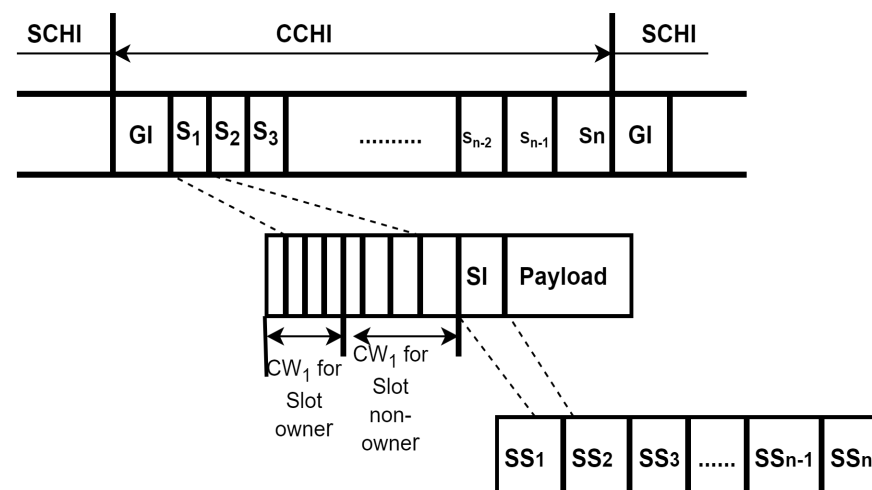 SCHI CCHI SCHI
GI S1 S2 S3 .......... Sn-2 Sn-1 Sn GI
SI Payload
CW1 for
Slot
owner
CW1 for
Slot
non-
owner
SS1 SS2 SS3 ...... SSn-1 SSn